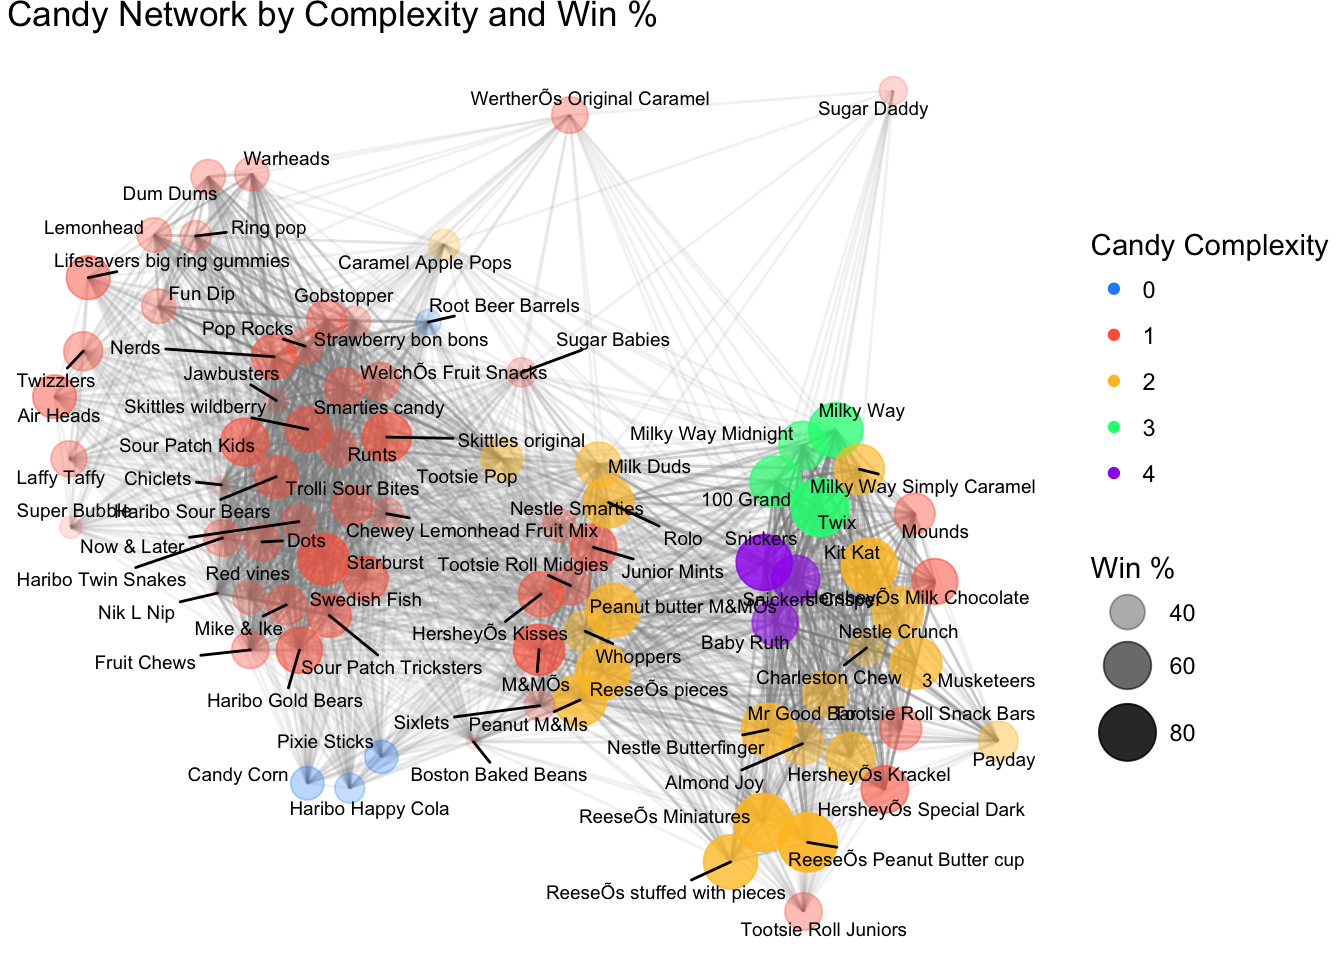 Candy Network by Complexity and Win %
WertherÕs Original Caramel
Sugar Daddy
Warheads
Dum Dums
Lemonhead
Ring pop
Lifesavers big ring gummies
Caramel Apple Pops
Fun Dip
Gobstopper
Root Beer Barrels
Pop Rocks
Strawberry bon bons
Sugar Babies
Nerds
Jawbusters
WelchÕs Fruit Snacks
Twizzlers
Air Heads
Skittles wildberry
Smarties candy
Milky Way
Milky Way Midnight
Sour Patch Kids
Skittles original
Runts
Tootsie Pop
Milk Duds
Laffy Taffy
Chiclets
Trolli Sour Bites
Milky Way Simply Caramel
100 Grand
Super Bubble
Haribo Sour Bears
Nestle Smarties
Twix
Mounds
Chewey Lemonhead Fruit Mix
Rolo
Snickers
Now & Later
Dots
Kit Kat
Starburst
Tootsie Roll Midgies
Junior Mints
Haribo Twin Snakes
Red vines
Swedish Fish
Peanut butter M&MÕs
Snickers Crisper
HersheyÕs Milk Chocolate
Nik L Nip
Mike & Ike
HersheyÕs Kisses
Baby Ruth
Nestle Crunch
Fruit Chews
Sour Patch Tricksters
Whoppers
Charleston Chew
3 Musketeers
M&MÕs
ReeseÕs pieces
Haribo Gold Bears
Sixlets
Peanut M&Ms
Mr Good Bar
Tootsie Roll Snack Bars
Pixie Sticks
Nestle Butterfinger
Payday
Candy Corn
Boston Baked Beans
Almond Joy
HersheyÕs Krackel
Haribo Happy Cola
ReeseÕs Miniatures
HersheyÕs Special Dark
ReeseÕs Peanut Butter cup
ReeseÕs stuffed with pieces
Tootsie Roll Juniors
Candy Complexity
0
1
2
3
4
Win %
40
60
80